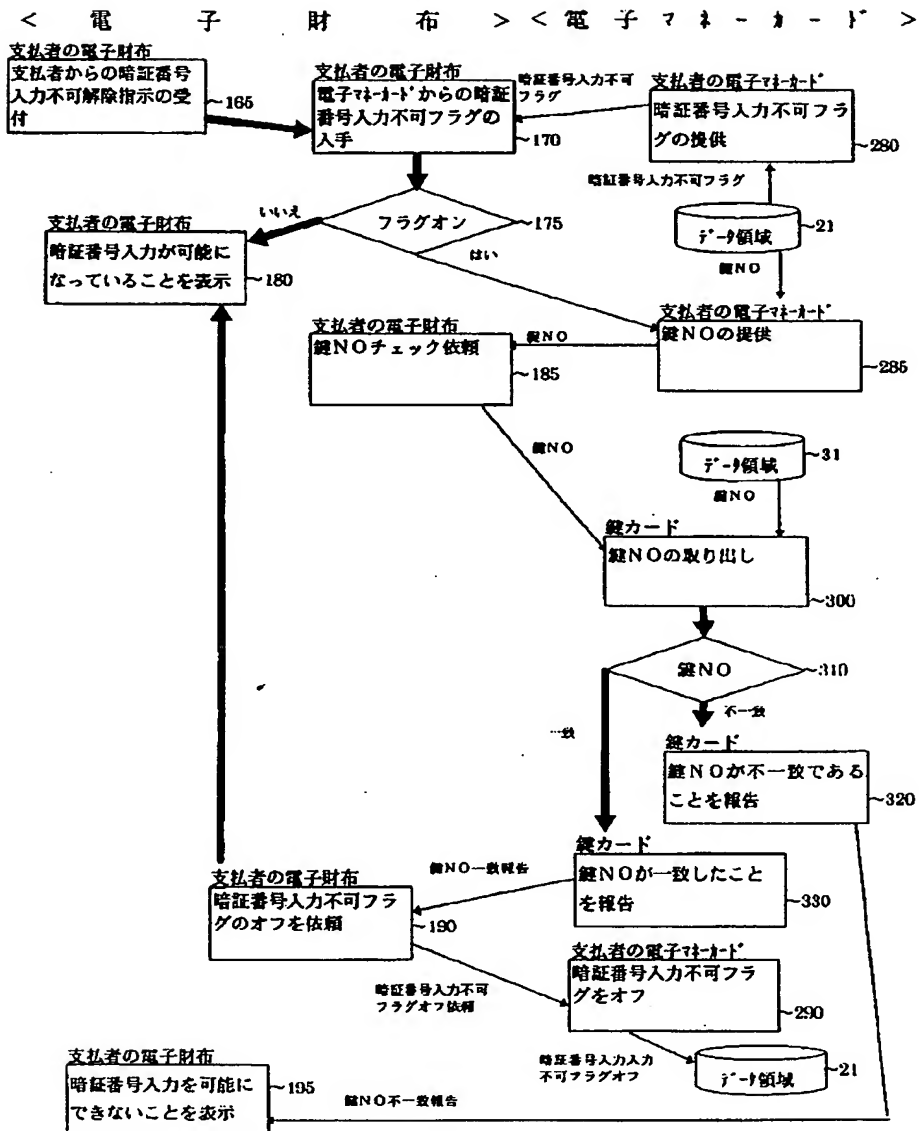 ＜電子財布＞＜電子マネーカード＞
支払者の電子財布
支払者からの暗証番号
入力不可解除指示の受
付
165
支払者の電子財布
電子マネーカードからの暗証
番号入力不可フラグの
入手
170
暗証番号入力不可
フラグ
支払者の電子マネーカード
暗証番号入力不可フラ
グの提供
280
暗証番号入力不可フラグ
いいえ
フラグオン
175
はい
データ領域
21
鍵NO
支払者の電子財布
暗証番号入力が可能に
なっていることを表示
180
支払者の電子財布
鍵NOチェック依頼
185
鍵NO
支払者の電子マネーカード
鍵NOの提供
285
鍵NO
データ領域
31
鍵NO
鍵カード
鍵NOの取り出し
300
鍵NO
310
一致
不一致
鍵カード
鍵NOが不一致である
ことを報告
320
鍵カード
鍵NOが一致したこと
を報告
330
鍵NO一致報告
支払者の電子財布
暗証番号入力不可フラ
グのオフを依頼
190
暗証番号入力不可
フラグオフ依頼
支払者の電子マネーカード
暗証番号入力不可フラ
グをオフ
290
暗証番号入力入力
不可フラグオフ
データ領域
21
支払者の電子財布
暗証番号入力を可能に
できないことを表示
195
鍵NO不一致報告